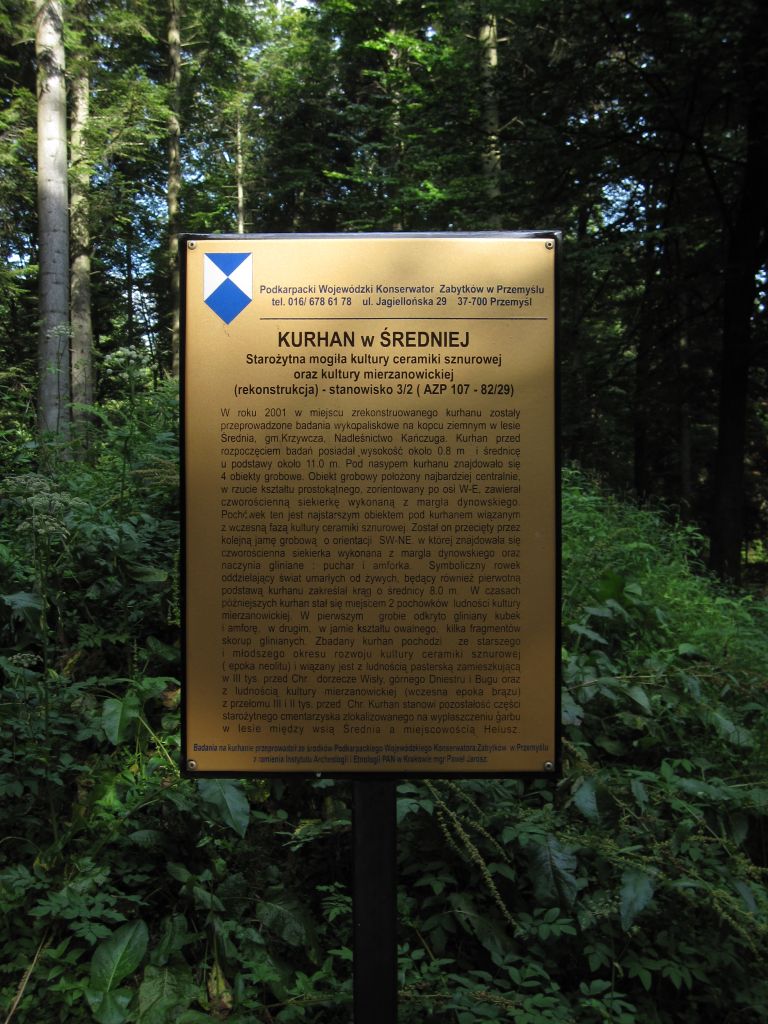 Podkarpacki Wojewódzki Konserwator Zabytków w Przemyślu
tel. 016/ 678 61 78 ul. Jagiellońska 29 37-700 Przemyśl
KURHAN w ŚREDNIEJ
Starożytna mogiła kultury ceramiki sznurowej
oraz kultury mierzanowickiej
(rekonstrukcja) - stanowisko 3/2 ( AZP 107 - 82/29)
W roku 2001 w miejscu zrekonstruowanego kurhanu zostały
przeprowadzone badania wykopaliskowe na kopcu ziemnym w lesie
Średnia, gm.Krzywcza, Nadleśnictwo Kańczuga. Kurhan przed
rozpoczęciem badań posiadał wysokość około 0.8 m i średnicę
u podstawy około 11.0 m. Pod nasypem kurhanu znajdowało się
4 obiekty grobowe. Obiekt grobowy położony najbardziej centralnie,
w rzucie kształtu prostokątnego, zorientowany po osi W-E, zawierał
czworościenną siekierkę wykonaną z margla dynowskiego.
Pochówek ten jest najstarszym obiektem pod kurhanem wiązanym
z wczesną fazą kultury ceramiki sznurowej. Został on przecięty przez
kolejną jamę grobową o orientacji SW-NE, w której znajdowała się
czworościenna siekierka wykonana z margla dynowskiego oraz
naczynia gliniane : puchar i amforka. Symboliczny rowek
oddzielający świat umarłych od żywych, będący również pierwotną
podstawą kurhanu zakreślał krąg o średnicy 8.0 m. W czasach
późniejszych kurhan stał się miejscem 2 pochówków ludności kultury
mierzanowickiej. W pierwszym grobie odkryto gliniany kubek
i amforę, w drugim, w jamie kształtu owalnego, kilka fragmentów
skorup glinianych. Zbadany kurhan pochodzi ze starszego
i młodszego okresu rozwoju kultury ceramiki sznurowej
( epoka neolitu) i wiązany jest z ludnością pasterską zamieszkującą
w III tys. przed Chr. dorzecze Wisły, górnego Dniestru i Bugu oraz
z ludnością kultury mierzanowickiej (wczesna epoka brązu)
z przełomu III i II tys. przed Chr. Kurhan stanowi pozostałość części
starożytnego cmentarzyska zlokalizowanego na wypłaszczeniu garbu
w lesie między wsią Średnia a miejscowością Helusz.
Badania na kurhanie przeprowadził ze środków Podkarpackiego Wojewódzkiego Konserwatora Zabytków w Przemyślu
z ramienia Instytutu Archeologii i Etnologii PAN w Krakowie mgr Paweł Jarosz.